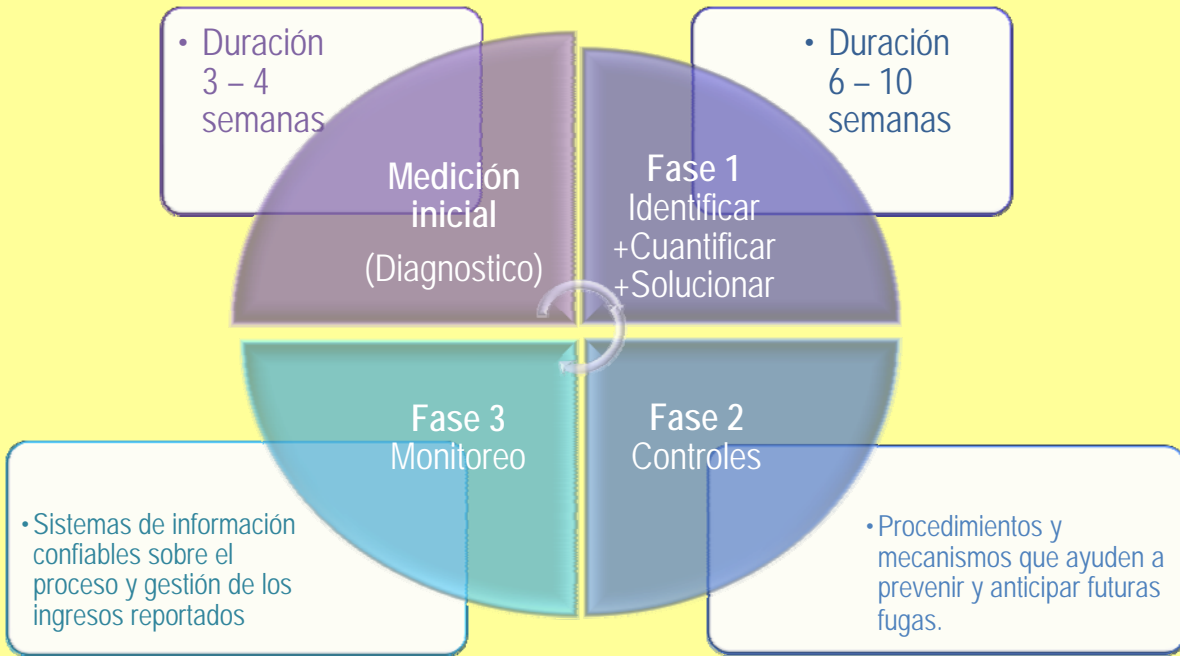 • Duración
3 – 4
semanas
Medición
inicial
(Diagnostico)
• Duración
6 – 10
semanas
Fase 1
Identificar
+Cuantificar
+Solucionar
Fase 3
Monitoreo
• Sistemas de información
confiables sobre el
proceso y gestión de los
ingresos reportados
Fase 2
Controles
• Procedimientos y
mecanismos que ayuden a
prevenir y anticipar futuras
fugas.